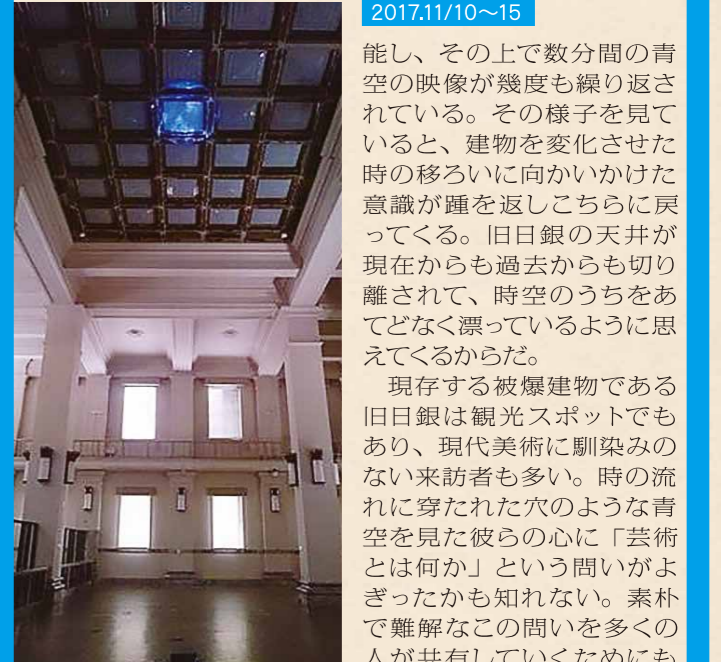 2017.11/10〜15
能し、その上で数分間の青
空の映像が幾度も繰り返さ
れている。その様子を見て
いると、建物を変化させた
時の移ろいに向かいかけた
意識が踵を返しこちらに戻
ってくる。旧日銀の天井が
現在からも過去からも切り
離されて、時空のうちをあ
てどなく漂っているように思
えてくるからだ。
　現存する被爆建物である
旧日銀は観光スポットでも
あり、現代美術に馴染みの
ない来訪者も多い。時の流
れに穿たれた穴のような青
空を見た彼らの心に「芸術
とは何か」という問いがよ
ぎったかも知れない。素朴
で難解なこの問いを多くの
人が共有していくためにも